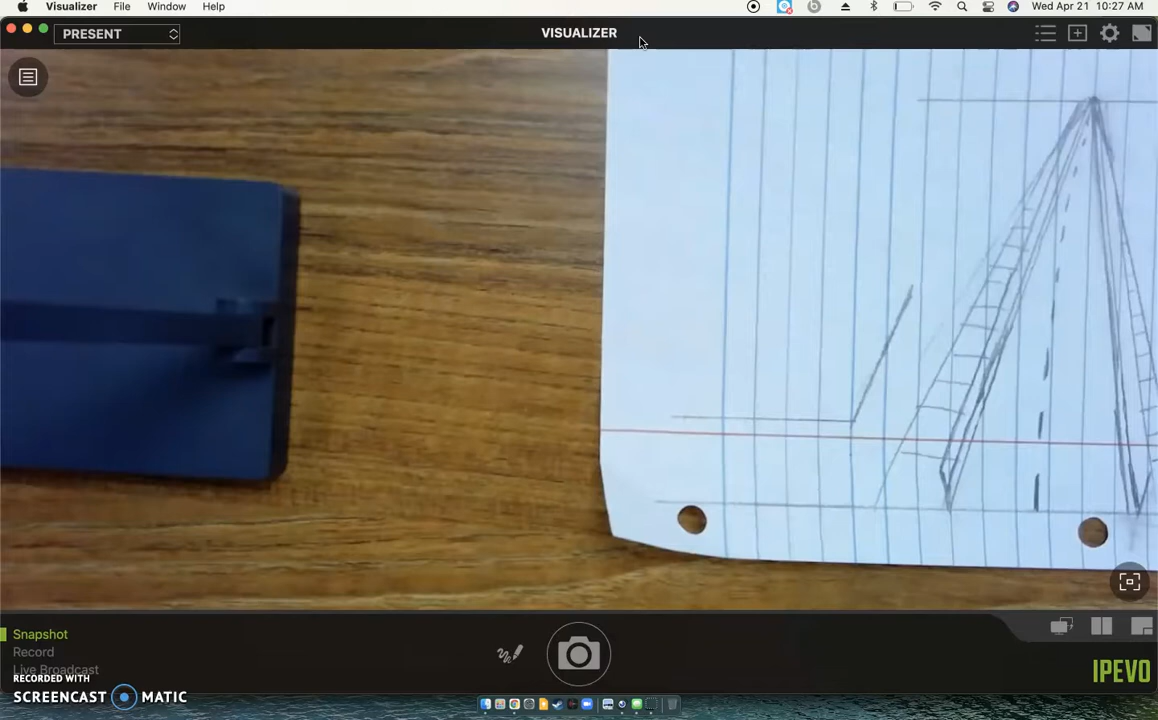 Visualizer File Window Help Wed Apr 21 10:27 AM
PRESENT
VISUALIZER
Snapshot
Record
Live Broadcast
RECORDED WITH
SCREENCAST MATIC
IPEVO